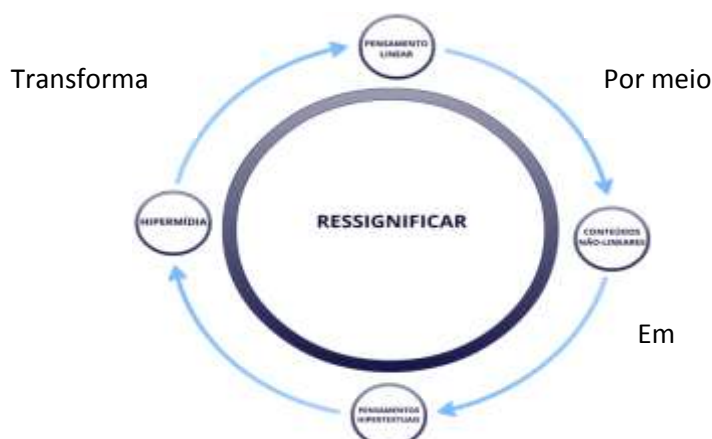 PENSAMENTO
LINEAR
Transforma
Por meio
HIPERMÍDIA
RESSIGNIFICAR
CONTEÚDOS
NÃO-LINEARES
Em
PENSAMENTOS
HIPERTEXTUAIS